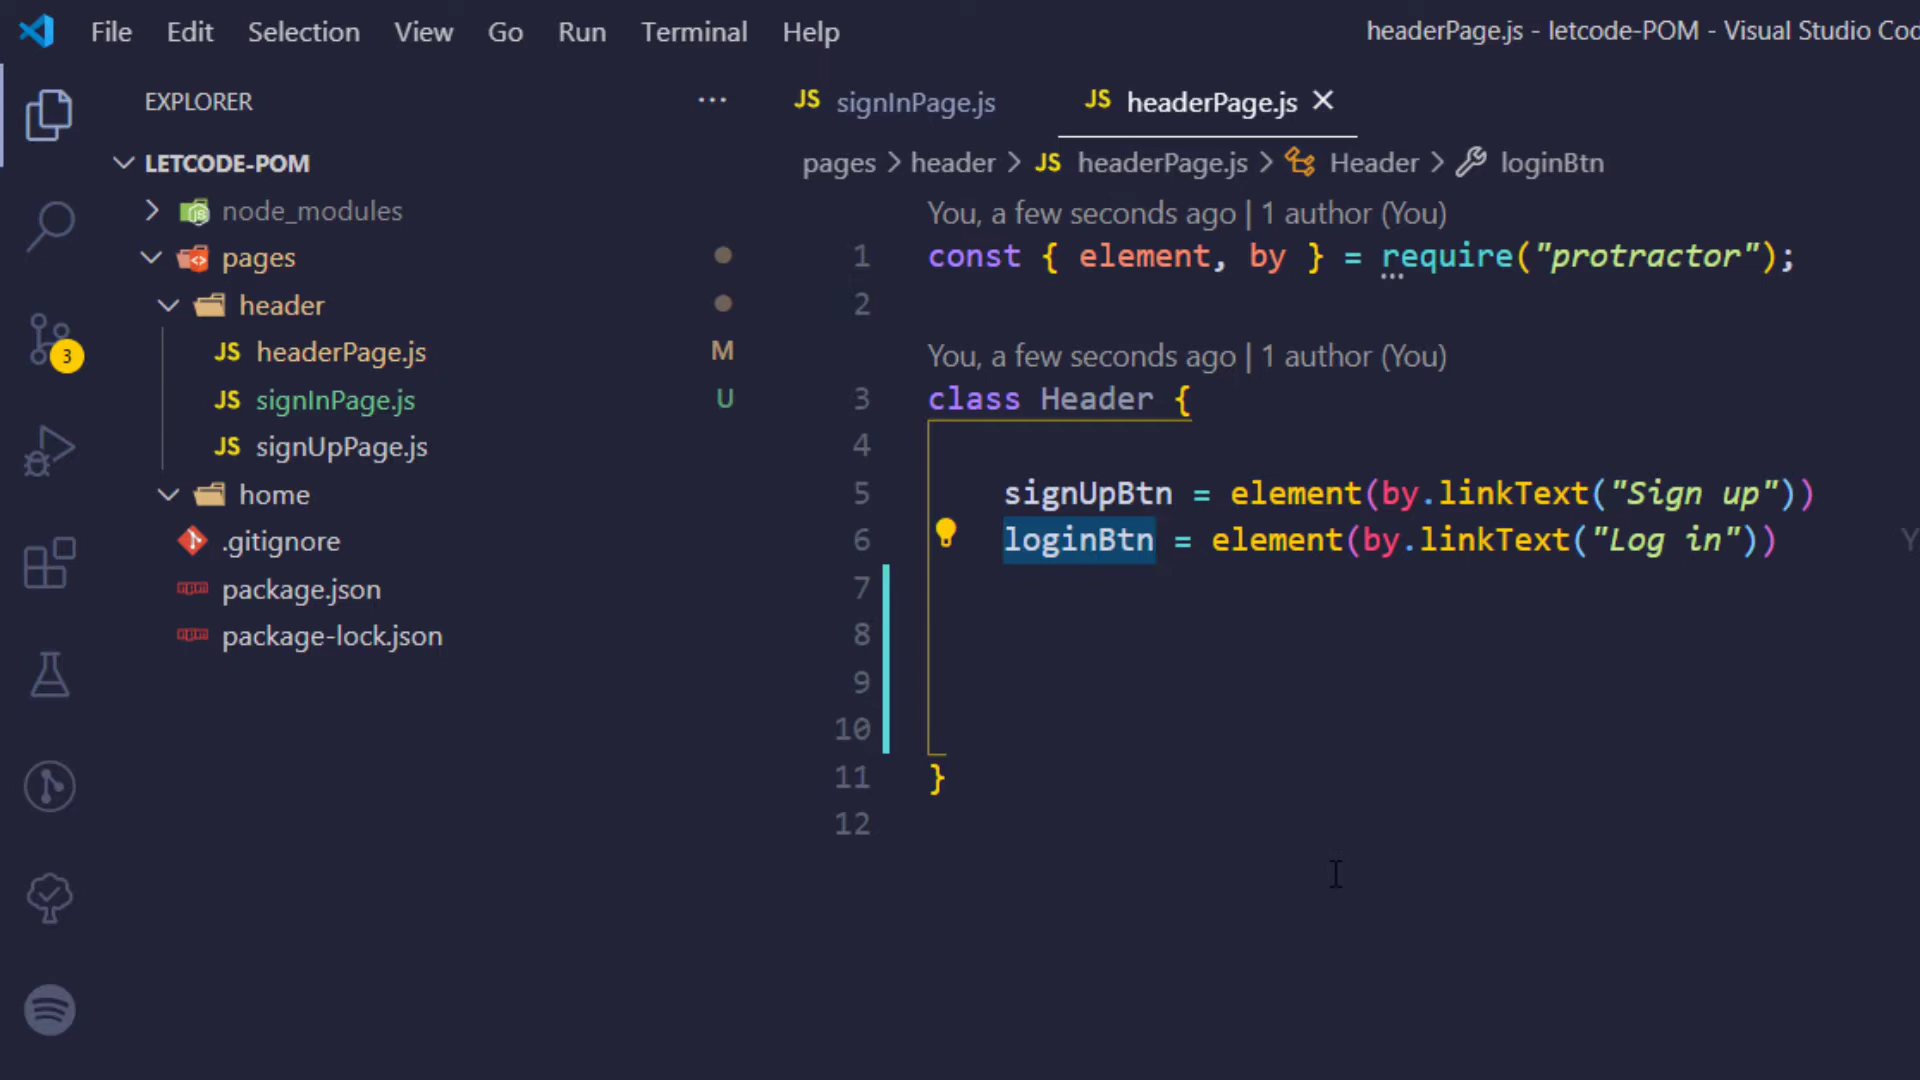 File Edit Selection View Go Run Terminal Help
headerPage.js - letcode-POM - Visual Studio Coo
EXPLORER ...
LETCODE-POM
node_modules
pages
header
JS headerPage.js M
JS signInPage.js U
JS signUpPage.js
home
.gitignore
package.json
package-lock.json
3
JS signInPage.js
JS headerPage.js
pages > header > JS headerPage.js > Header > loginBtn
You, a few seconds ago | 1 author (You)
1 const { element, by } = require("protractor");
2
You, a few seconds ago | 1 author (You)
3 class Header {
4
5 signUpBtn = element(by.linkText("Sign up"))
6 loginBtn = element(by.linkText("Log in")) Y
7
8
9
10
11 }
12